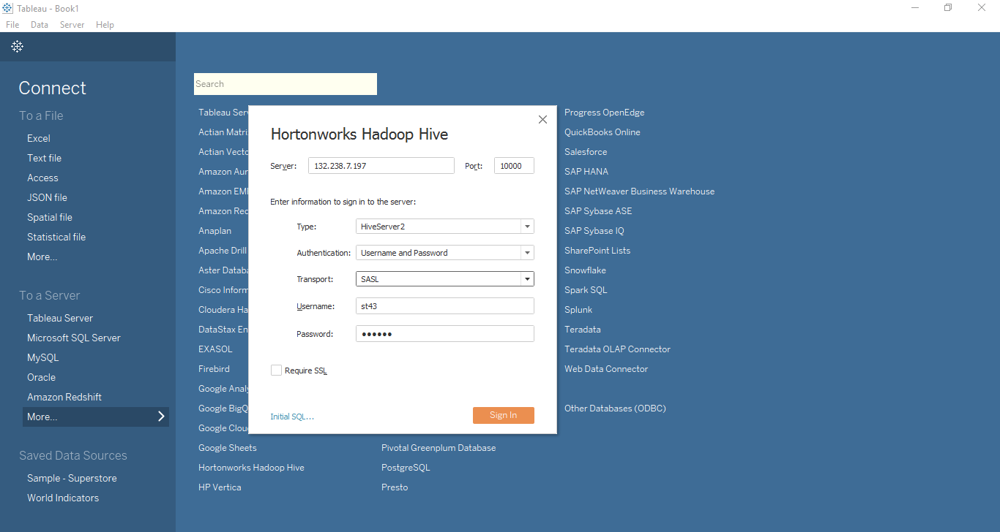 Tableau - Book1
File Data Server Help
Connect
To a File
Excel
Text file
Access
JSON file
Spatial file
Statistical file
More...
To a Server
Tableau Server
Microsoft SQL Server
MySQL
Oracle
Amazon Redshift
More...
Saved Data Sources
Sample - Superstore
World Indicators
Search
Tableau Ser
Actian Matri
Actian Vecto
Amazon Aur
Amazon EM
Amazon Red
Anaplan
Apache Drill
Aster Databa
Cisco Inform
Cloudera Ha
DataStax En
EXASOL
Firebird
Google Analy
Google BigQ
Google Clou
Google Sheets
Hortonworks Hadoop Hive
HP Vertica
Hortonworks Hadoop Hive
Server: 132.238.7.197 Port: 10000
Enter information to sign in to the server:
Type: HiveServer2
Authentication: Username and Password
Transport: SASL
Username: st43
Password: ••••••
Require SSL
Initial SQL... Sign In
Pivotal Greenplum Database
PostgreSQL
Presto
Progress OpenEdge
QuickBooks Online
Salesforce
SAP HANA
SAP NetWeaver Business Warehouse
SAP Sybase ASE
SAP Sybase IQ
SharePoint Lists
Snowflake
Spark SQL
Splunk
Teradata
Teradata OLAP Connector
Web Data Connector
Other Databases (ODBC)